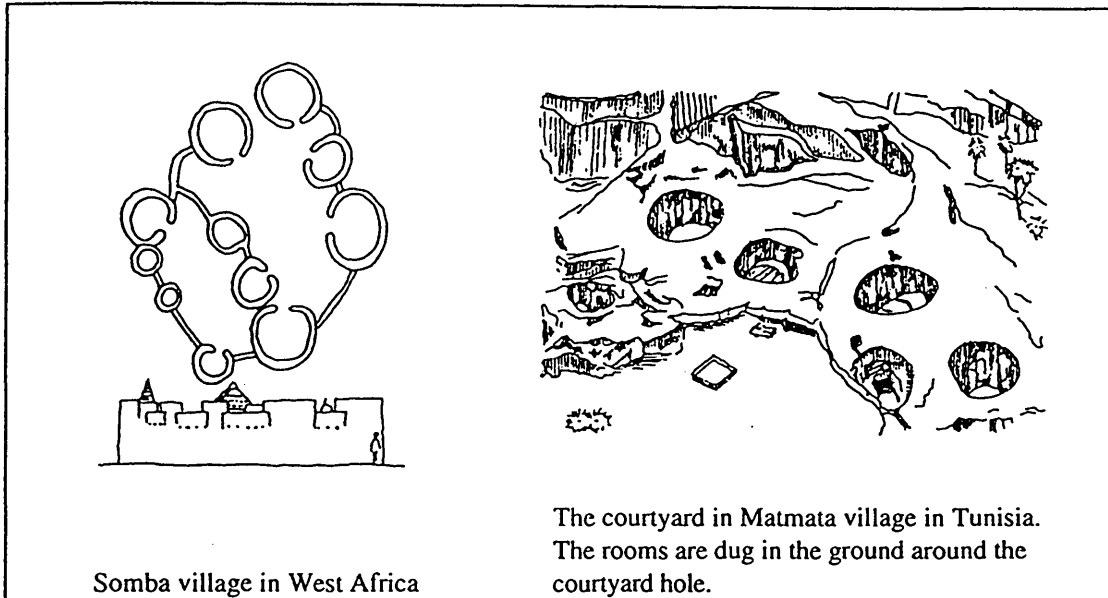 Somba village in West Africa
The courtyard in Matmata village in Tunisia.
The rooms are dug in the ground around the
courtyard hole.